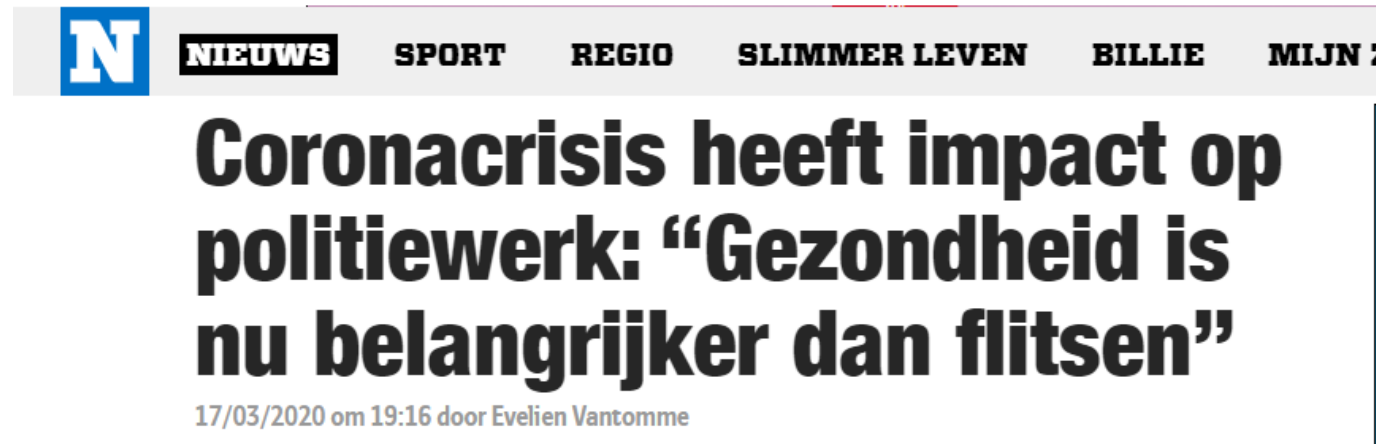 N NIEUWS SPORT REGIO SLIMMER LEVEN BILLIE MIJN
Coronacrisis heeft impact op
politiewerk: “Gezondheid is
nu belangrijker dan flitsen”
17/03/2020 om 19:16 door Evelien Vantomme